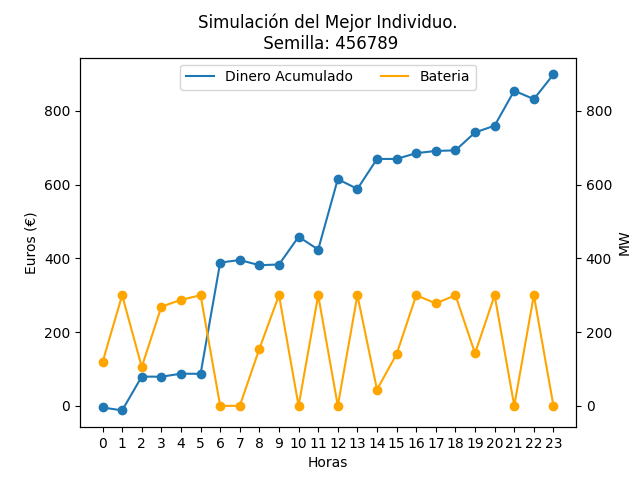 Simulación del Mejor Individuo.
Semilla: 456789
Dinero Acumulado
Bateria
800
600
400
200
0
Euros (€)
800
600
400
200
0
MW
0 1 2 3 4 5 6 7 8 9 10 11 12 13 14 15 16 17 18 19 20 21 22 23
Horas